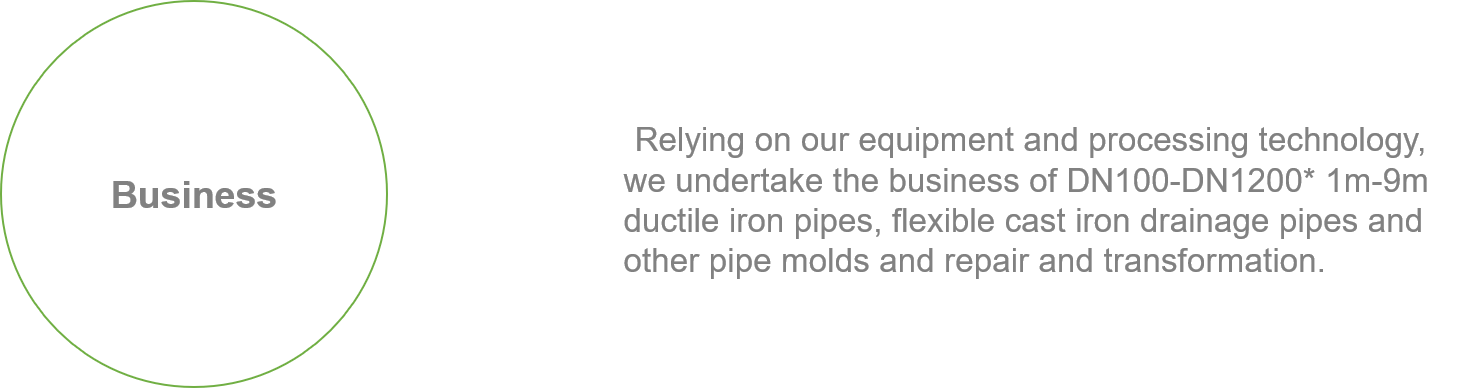 Business
Relying on our equipment and processing technology,
we undertake the business of DN100-DN1200* 1m-9m
ductile iron pipes, flexible cast iron drainage pipes and
other pipe molds and repair and transformation.